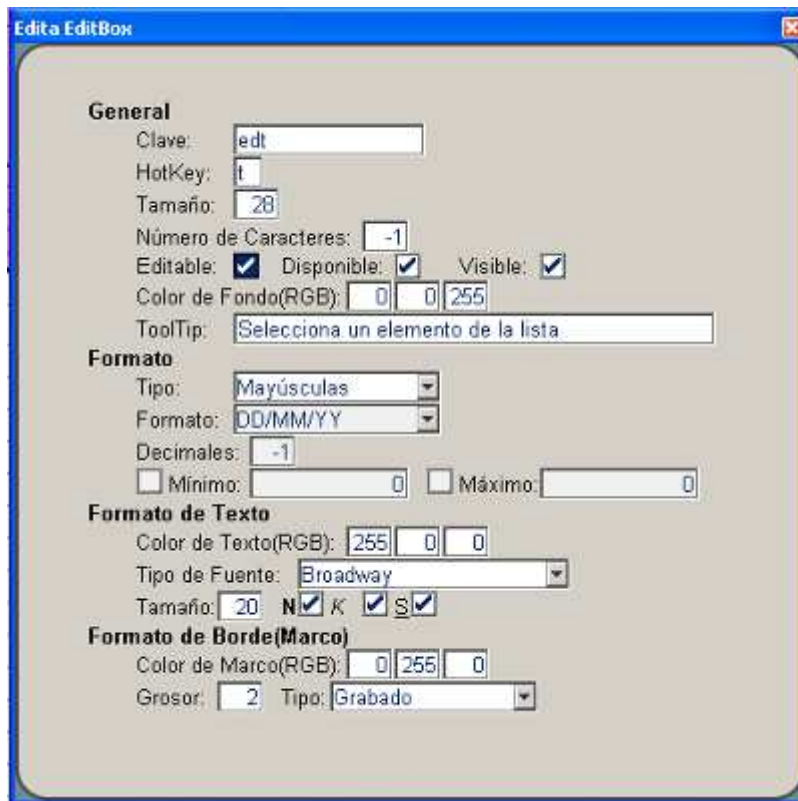 Edita EditBox
General
Clave: edt
HotKey: t
Tamaño: 28
Número de Caracteres: -1
Editable: Disponible: Visible:
Color de Fondo(RGB): 0 0 255
ToolTip: Selecciona un elemento de la lista
Formato
Tipo: Mayúsculas
Formato: DD/MM/YY
Decimales: -1
Mínimo: 0 Máximo: 0
Formato de Texto
Color de Texto(RGB): 255 0 0
Tipo de Fuente: Broadway
Tamaño: 20 N K S
Formato de Borde(Marco)
Color de Marco(RGB): 0 255 0
Grosor: 2 Tipo: Grabado